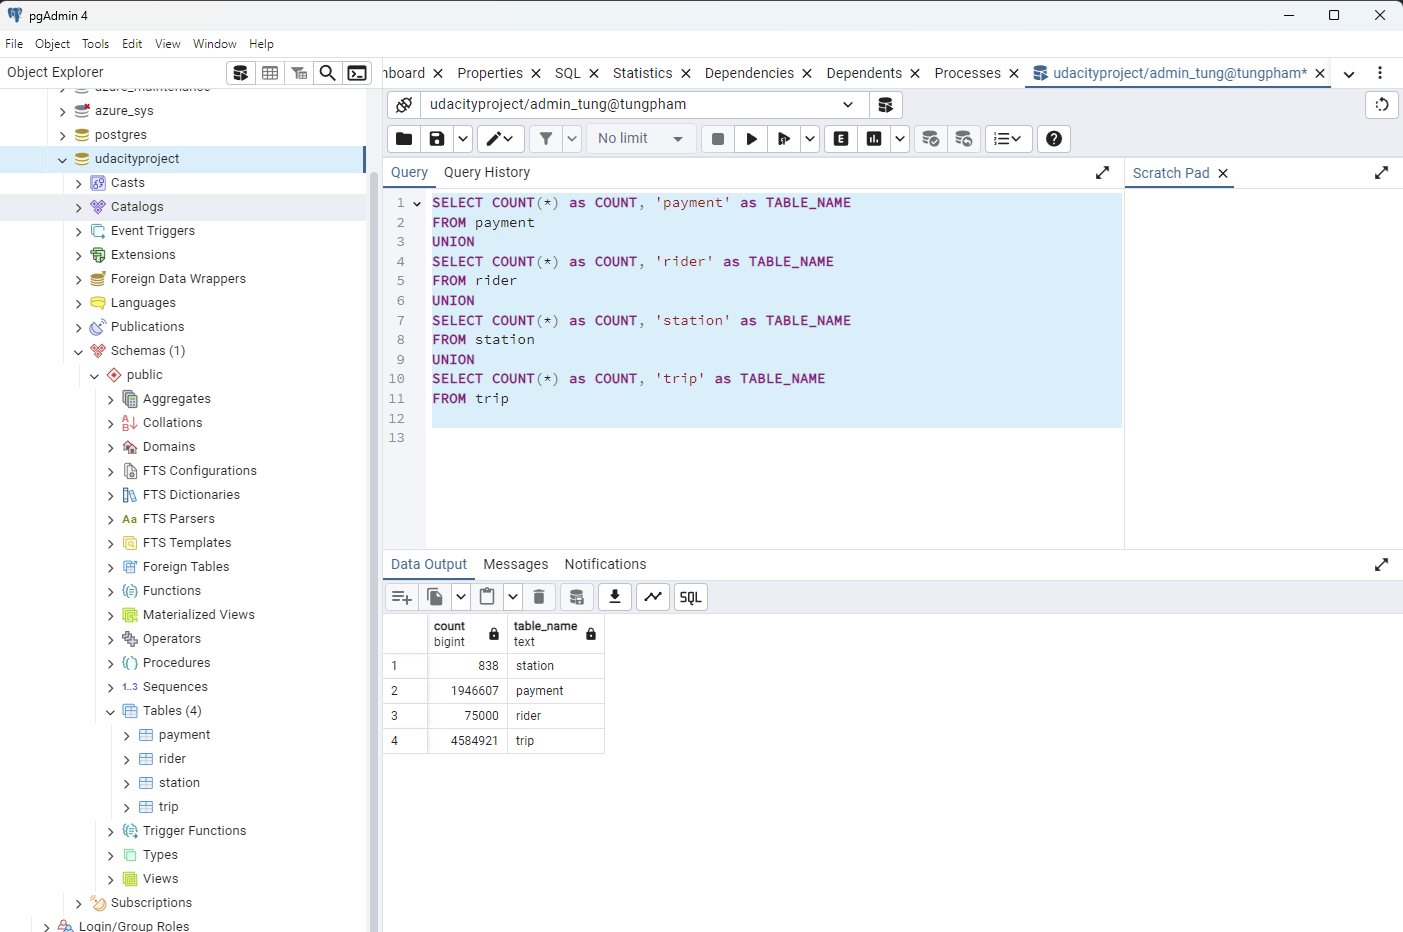 pgAdmin 4
File Object Tools Edit View Window Help
Object Explorer
nboard Properties SQL Statistics Dependencies Dependents Processes udacityproject/admin_tung@tungpham*
azure_maintenance
azure_sys
postgres
udacityproject
Casts
Catalogs
Event Triggers
Extensions
Foreign Data Wrappers
Languages
Publications
Schemas (1)
public
Aggregates
Collations
Domains
FTS Configurations
FTS Dictionaries
Aa FTS Parsers
FTS Templates
Foreign Tables
Functions
Materialized Views
Operators
Procedures
1..3 Sequences
Tables (4)
payment
rider
station
trip
Trigger Functions
Types
Views
Subscriptions
Login/Group Roles
udacityproject/admin_tung@tungpham
No limit E
Query Query History
1 SELECT COUNT(*) as COUNT, 'payment' as TABLE_NAME
2 FROM payment
3 UNION
4 SELECT COUNT(*) as COUNT, 'rider' as TABLE_NAME
5 FROM rider
6 UNION
7 SELECT COUNT(*) as COUNT, 'station' as TABLE_NAME
8 FROM station
9 UNION
10 SELECT COUNT(*) as COUNT, 'trip' as TABLE_NAME
11 FROM trip
12
13
Scratch Pad
Data Output Messages Notifications
SQL
count table_name
bigint text
1 838 station
2 1946607 payment
3 75000 rider
4 4584921 trip